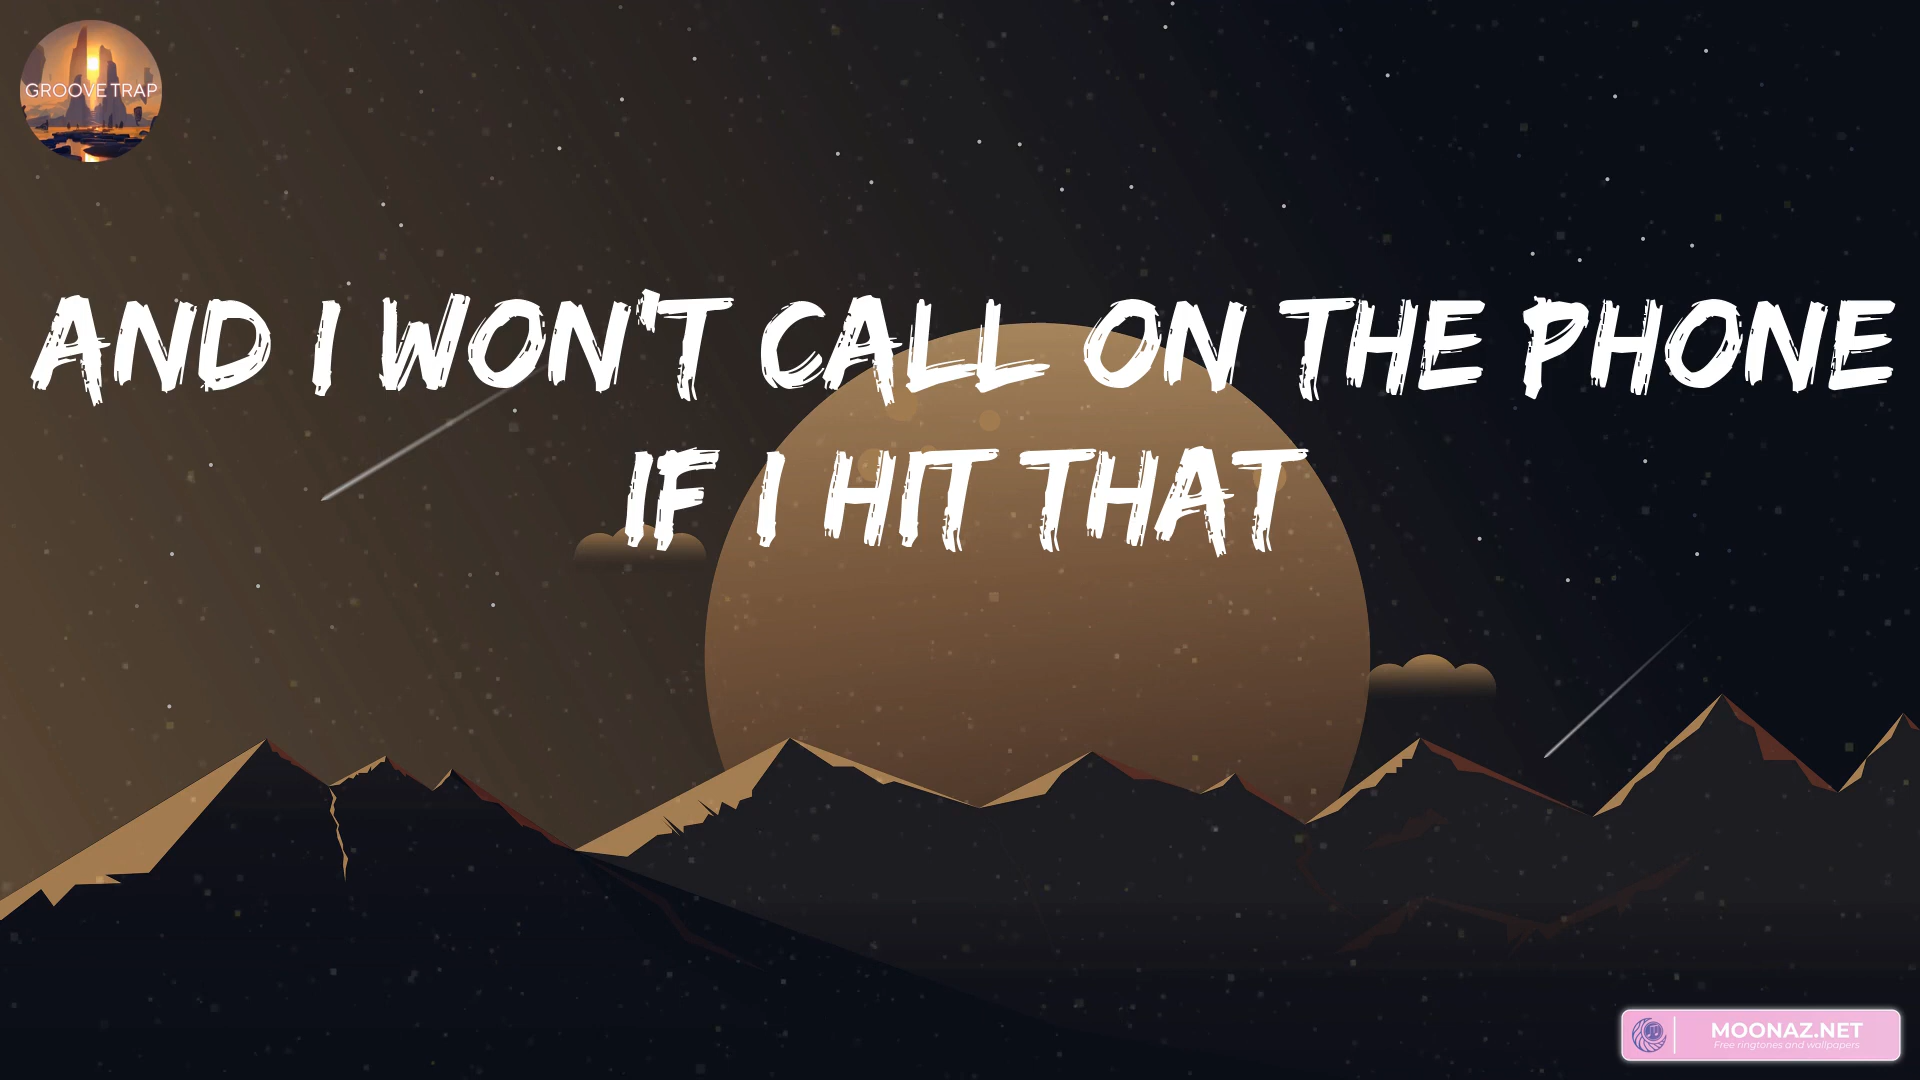 GROOVE TRAP
AND I WON'T CALL ON THE PHONE
IF I HIT THAT
MOONAZ.NET
Free ringtones and wallpapers